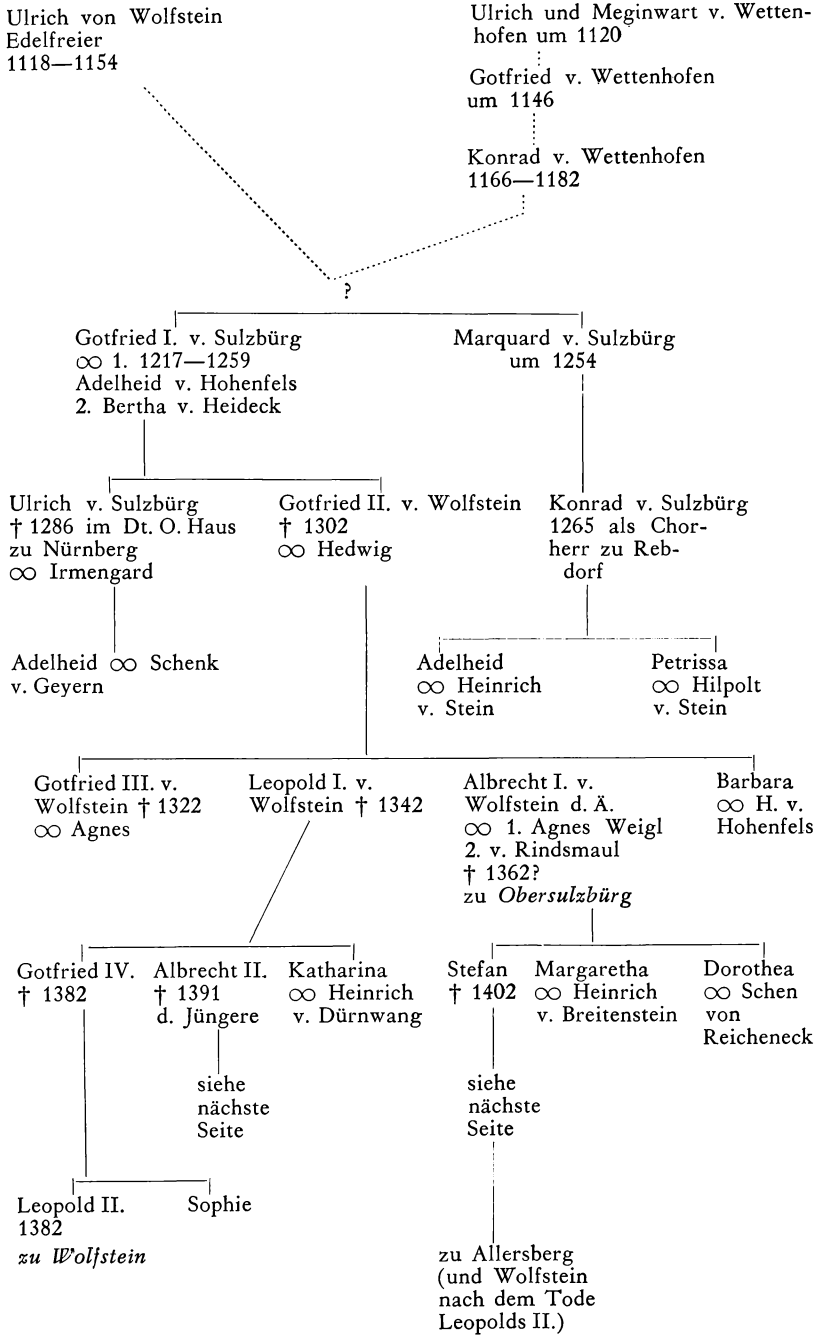 Ulrich von Wolfstein
Edelfreier
1118—1154
Ulrich und Meginwart v. Wetten-
hofen um 1120
Gotfried v. Wettenhofen
um 1146
Konrad v. Wettenhofen
1166—1182
?
Gotfried I. v. Sulzbürg
∞ 1. 1217—1259
Adelheid v. Hohenfels
2. Bertha v. Heideck
Marquard v. Sulzbürg
um 1254
Ulrich v. Sulzbürg
† 1286 im Dt. O. Haus
zu Nürnberg
∞ Irmengard
Gotfried II. v. Wolfstein
† 1302
∞ Hedwig
Konrad v. Sulzbürg
1265 als Chor-
herr zu Reb-
dorf
Adelheid ∞ Schenk
v. Geyern
Adelheid
∞ Heinrich
v. Stein
Petrissa
∞ Hilpolt
v. Stein
Gotfried III. v.
Wolfstein † 1322
∞ Agnes
Leopold I. v.
Wolfstein † 1342
Albrecht I. v.
Wolfstein d. Ä.
∞ 1. Agnes Weigl
2. v. Rindsmaul
† 1362?
zu Obersulzbürg
Barbara
∞ H. v.
Hohenfels
Gotfried IV.
† 1382
Albrecht II.
† 1391
d. Jüngere
Katharina
∞ Heinrich
v. Dürnwang
Stefan
† 1402
Margaretha
∞ Heinrich
v. Breitenstein
Dorothea
∞ Schen
von
Reicheneck
siehe
nächste
Seite
siehe
nächste
Seite
Leopold II.
1382
zu Wolfstein
Sophie
zu Allersberg
(und Wolfstein
nach dem Tode
Leopolds II.)